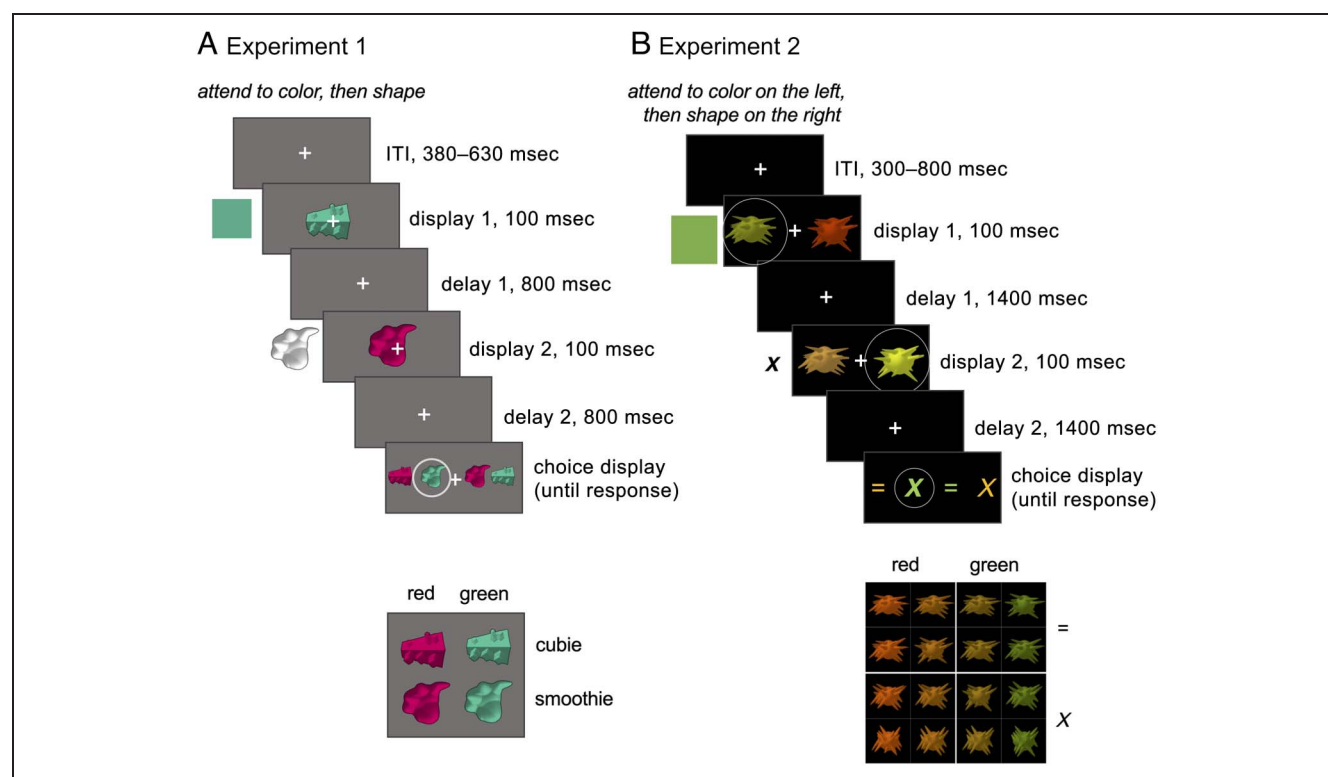 A Experiment 1
attend to color, then shape
ITI, 380–630 msec
display 1, 100 msec
delay 1, 800 msec
display 2, 100 msec
delay 2, 800 msec
choice display
(until response)
red green
cubie
smoothie
B Experiment 2
attend to color on the left,
then shape on the right
ITI, 300–800 msec
display 1, 100 msec
delay 1, 1400 msec
X
display 2, 100 msec
delay 2, 1400 msec
= X = X
choice display
(until response)
red green
=
X